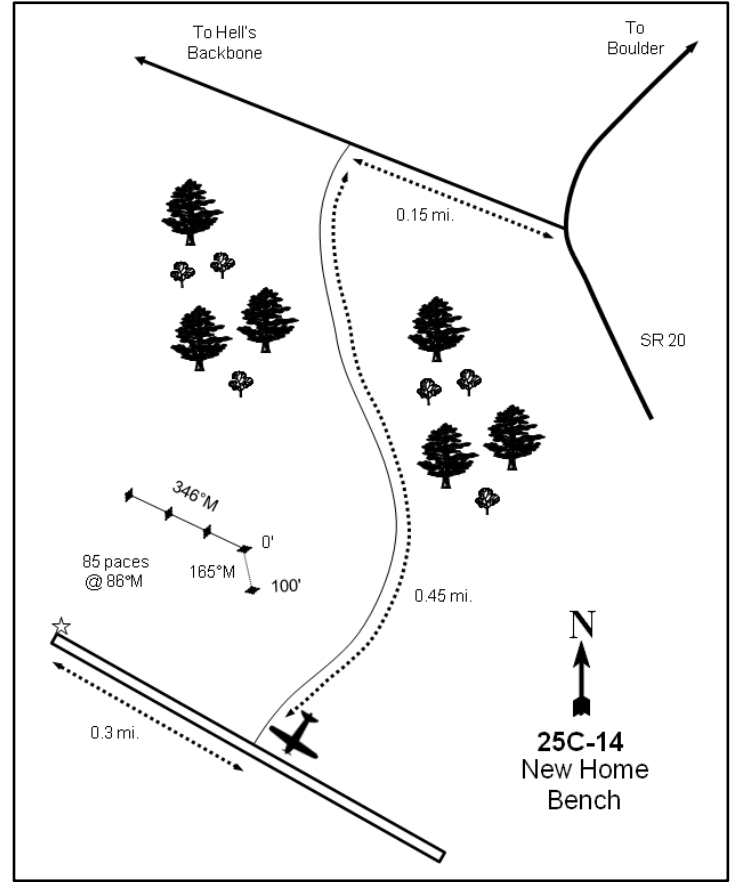 To Hell's
Backbone
To
Boulder
0.15 mi.
SR 20
346°M
0'
85 paces
@ 86°M
165°M
100'
0.45 mi.
0.3 mi.
N
25C-14
New Home
Bench